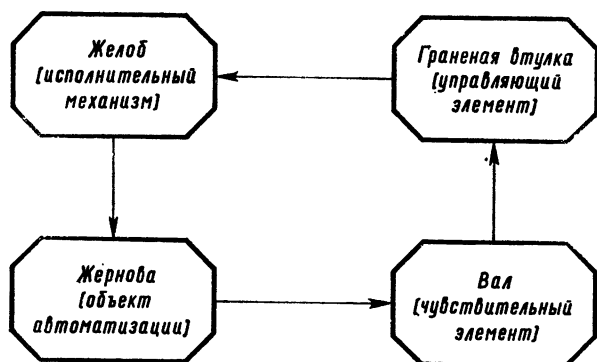 Желоб
(исполнительный
механизм)
Граненая втулка
(управляющий
элемент)
Жернова
(объект
автоматизации)
Вал
(чувствительный
элемент)